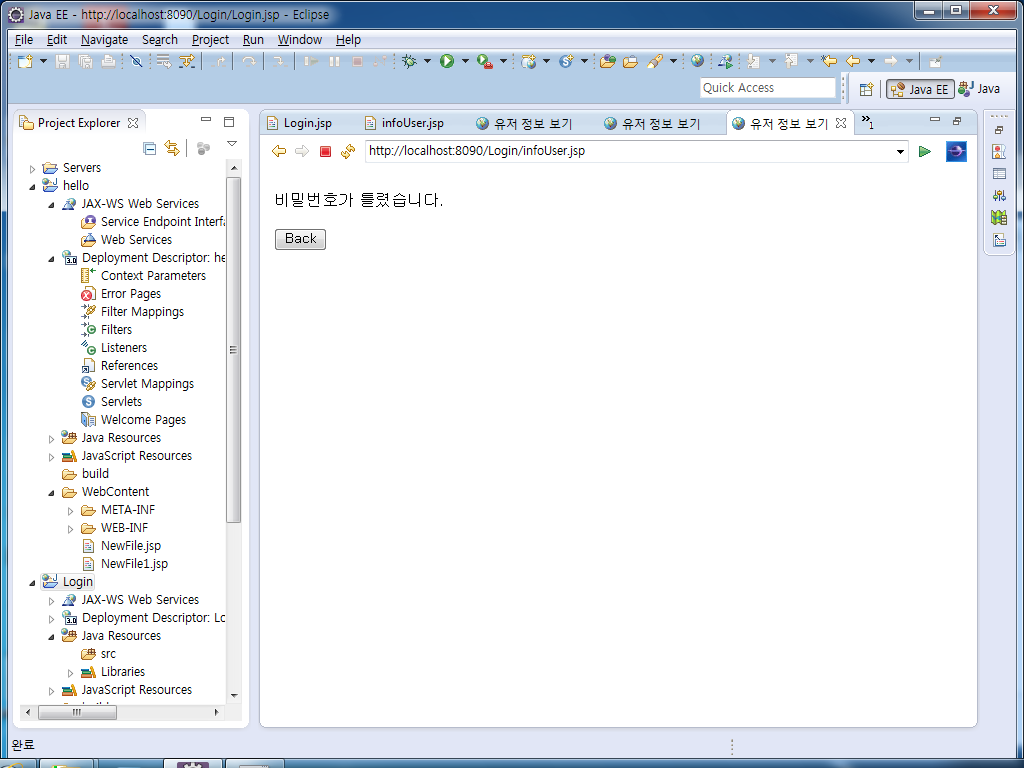 Java EE - http://localhost:8090/Login/Login.jsp - Eclipse
File Edit Navigate Search Project Run Window Help
Quick Access
Java EE
Java
Project Explorer
Login.jsp
infoUser.jsp
유저 정보 보기
유저 정보 보기
유저 정보 보기
»1
http://localhost:8090/Login/infoUser.jsp
비밀번호가 틀렸습니다.
Back
Servers
hello
JAX-WS Web Services
Service Endpoint Interfa
Web Services
Deployment Descriptor: he
Context Parameters
Error Pages
Filter Mappings
Filters
Listeners
References
Servlet Mappings
Servlets
Welcome Pages
Java Resources
JavaScript Resources
build
WebContent
META-INF
WEB-INF
NewFile.jsp
NewFile1.jsp
Login
JAX-WS Web Services
Deployment Descriptor: Lo
Java Resources
src
Libraries
JavaScript Resources
완료